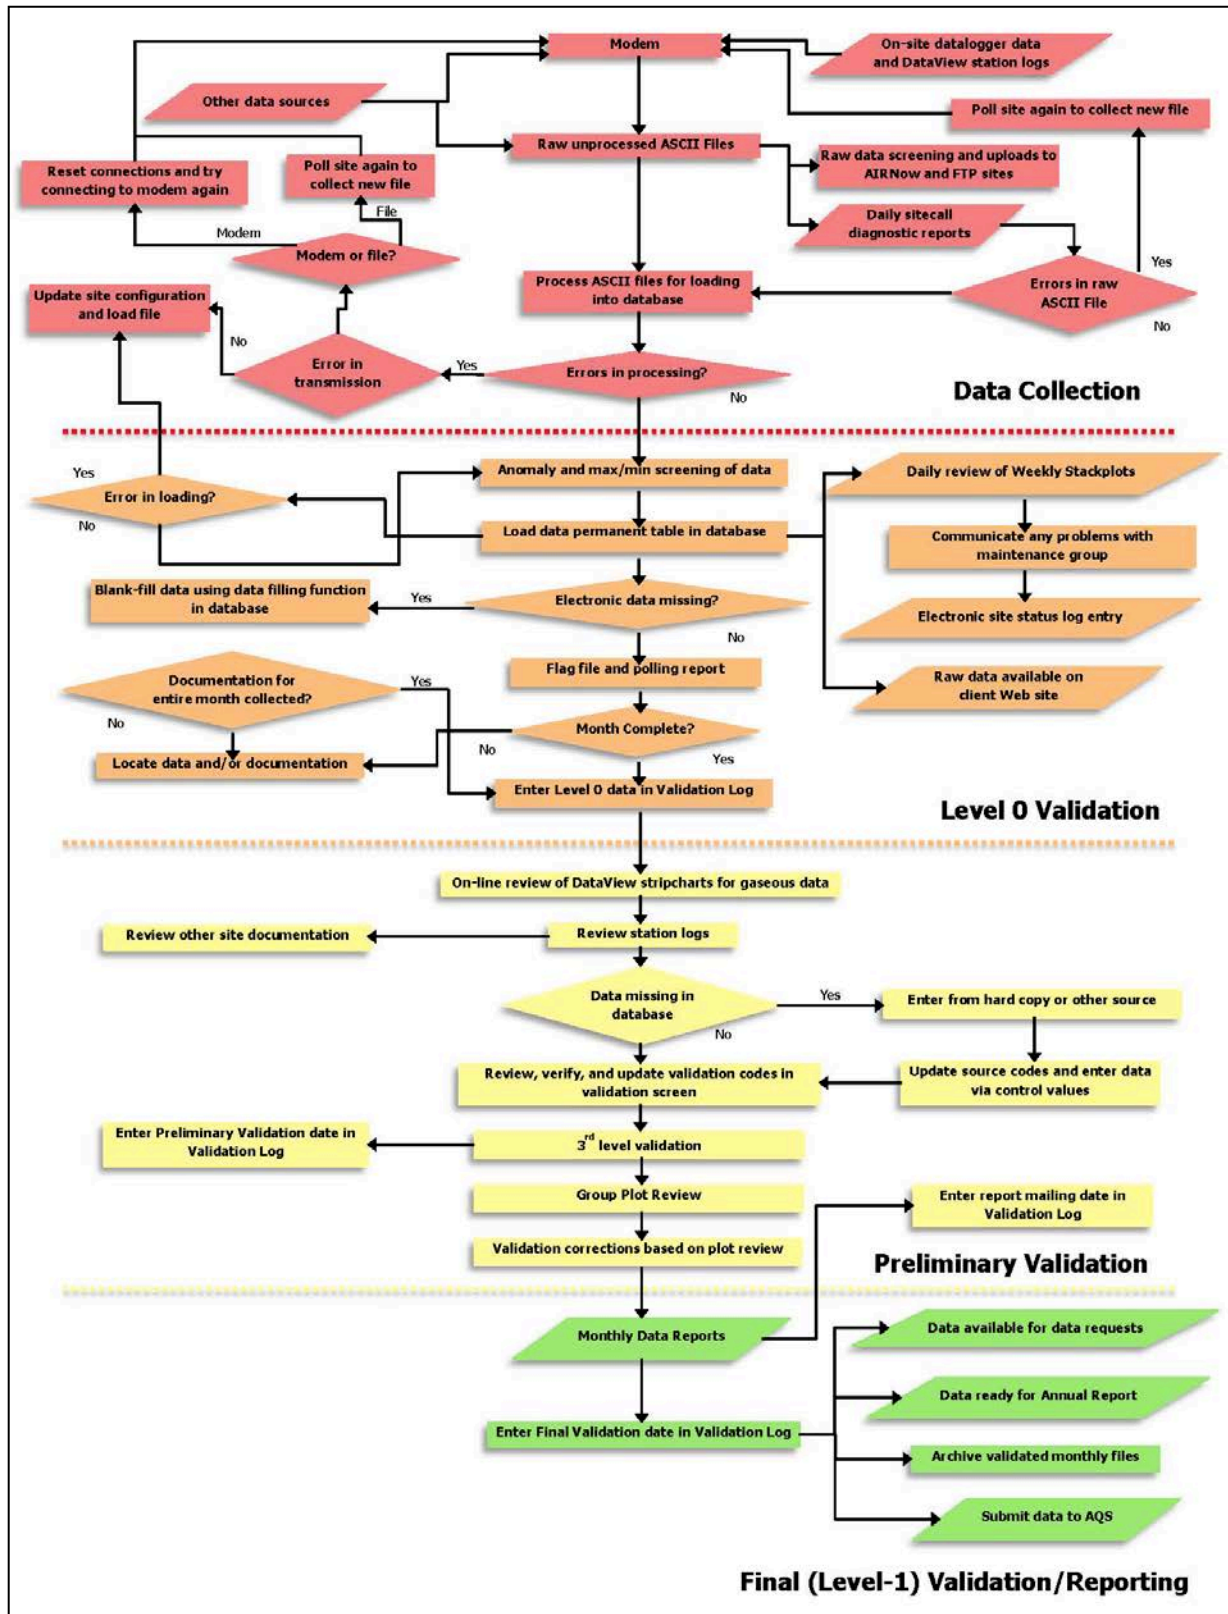 Modem
On-site datalogger data
and DataView station logs
Other data sources
Poll site again to collect new file
Raw unprocessed ASCII Files
Reset connections and try
connecting to modem again
Poll site again to
collect new file
Raw data screening and uploads to
AIRNow and FTP sites
File
Modem
Daily sitecall
diagnostic reports
Modem or file?
Yes
Process ASCII files for loading
into database
Errors in raw
ASCII File
No
Update site configuration
and load file
No
Error in
transmission
Yes
Errors in processing?
No
Data Collection
Yes
Anomaly and max/min screening of data
Daily review of Weekly Stackplots
Error in loading?
No
Load data permanent table in database
Communicate any problems with
maintenance group
Blank-fill data using data filling function
in database
Yes
Electronic data missing?
Electronic site status log entry
No
Flag file and polling report
Raw data available on
client Web site
Documentation for
entire month collected?
Yes
No
Month Complete?
No
Yes
Locate data and/or documentation
Enter Level 0 data in Validation Log
Level 0 Validation
On-line review of DataView stripcharts for gaseous data
Review other site documentation
Review station logs
Data missing in
database
Yes
Enter from hard copy or other source
No
Review, verify, and update validation codes in
validation screen
Update source codes and enter data
via control values
Enter Preliminary Validation date in
Validation Log
3rd level validation
Group Plot Review
Enter report mailing date in
Validation Log
Validation corrections based on plot review
Preliminary Validation
Monthly Data Reports
Data available for data requests
Data ready for Annual Report
Enter Final Validation date in Validation Log
Archive validated monthly files
Submit data to AQS
Final (Level-1) Validation/Reporting